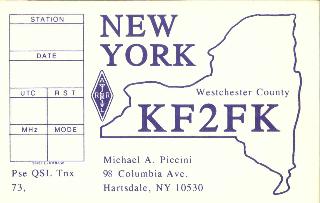 STATION
DATE
UTC RST
MHz MODE
Pse QSL Tnx
73,
NEW
YORK
Westchester County
KF2FK
Michael A. Piccini
98 Columbia Ave.
Hartsdale, NY 10530